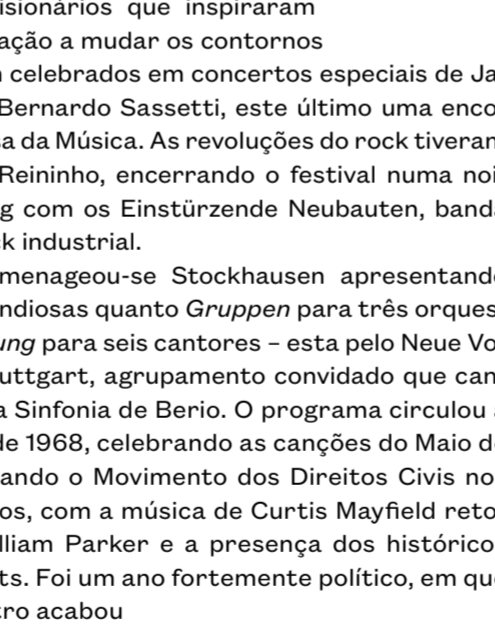 isionários que inspiraram
ação a mudar os contornos
celebrados em concertos especiais de Ja
Bernardo Sassetti, este último uma enco
a da Música. As revoluções do rock tiveran
Reininho, encerrando o festival numa noi
g com os Einstürzende Neubauten, banda
k industrial.
menageou-se Stockhausen apresentand
ndiosas quanto Gruppen para três orques
ung para seis cantores – esta pelo Neue Vo
uttgart, agrupamento convidado que can
a Sinfonia de Berio. O programa circulou
de 1968, celebrando as canções do Maio d
ando o Movimento dos Direitos Civis no
os, com a música de Curtis Mayfield reto
lliam Parker e a presença dos histórico
ts. Foi um ano fortemente político, em qu
tro acabou